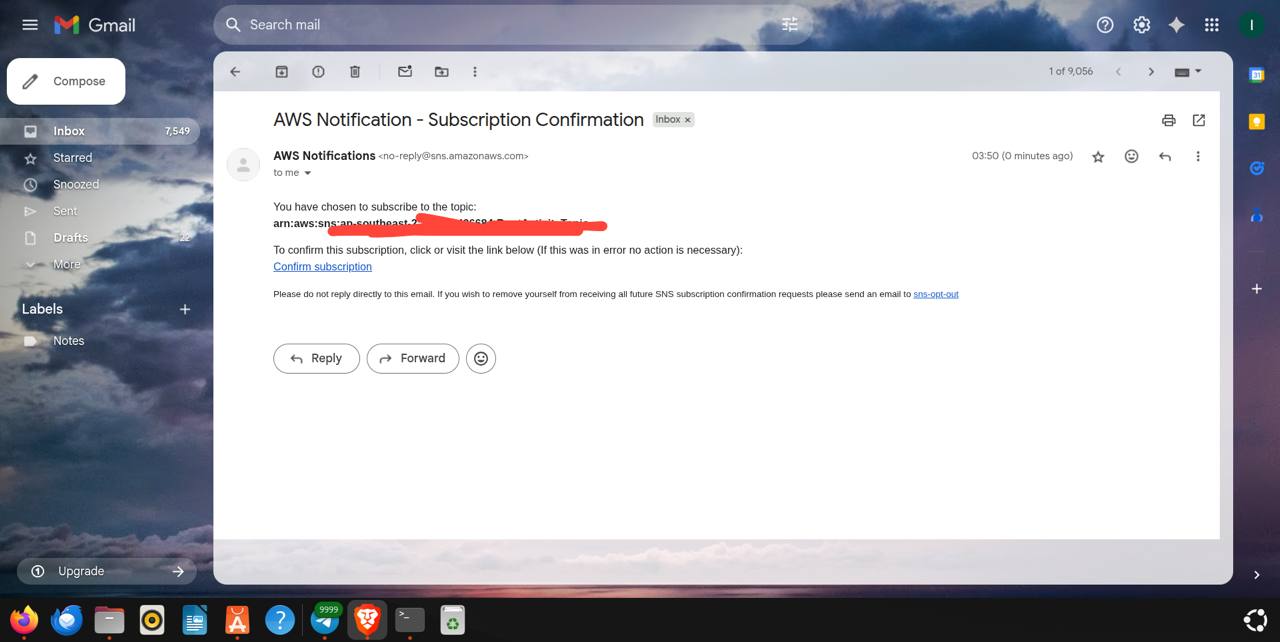 Gmail
Search mail
I
Compose
1 of 9,056
Inbox 7,549
Starred
Snoozed
Sent
Drafts 22
More
Labels
Notes
Upgrade
AWS Notification - Subscription Confirmation Inbox x
AWS Notifications <no-reply@sns.amazonaws.com> 03:50 (0 minutes ago)
to me
You have chosen to subscribe to the topic:
arn:aws:sns:ap-southeast-2
To confirm this subscription, click or visit the link below (If this was in error no action is necessary):
Confirm subscription
Please do not reply directly to this email. If you wish to remove yourself from receiving all future SNS subscription confirmation requests please send an email to sns-opt-out
Reply Forward
31
9999